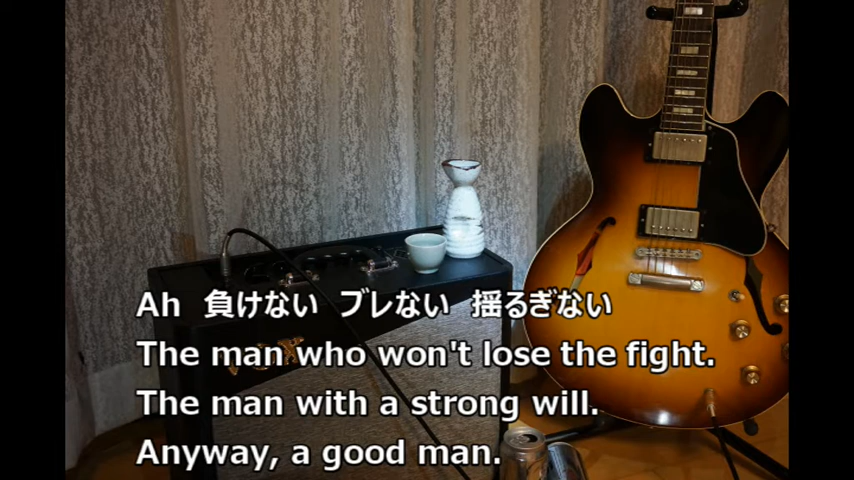 Ah 負けない ブレない 揺るぎない
The man who won't lose the fight.
The man with a strong will.
Anyway, a good man.
VOX